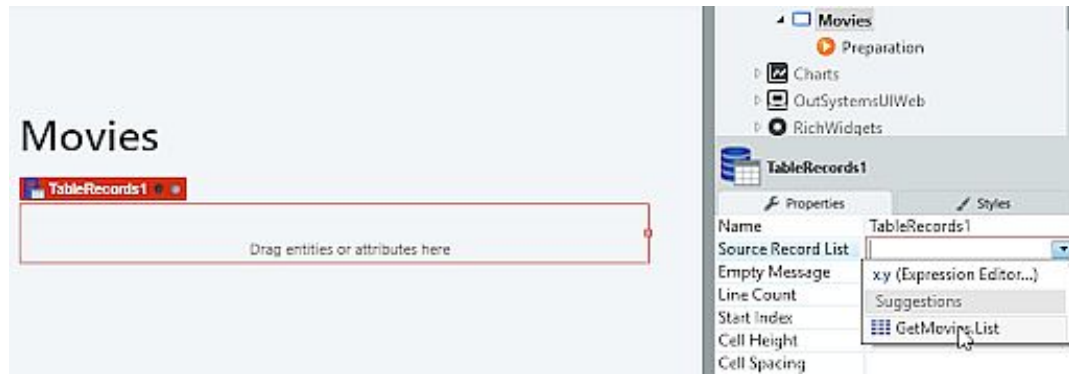 Movies
TableRecords1
Drag entities or attributes here
Movies
Preparation
Charts
OutSystemsUIWeb
RichWidgets
TableRecords1
Properties
Styles
Name TableRecords1
Source Record List
Empty Message
Line Count
Start Index
Cell Height
Cell Spacing
x.y (Expression Editor...)
Suggestions
GetMovies.List